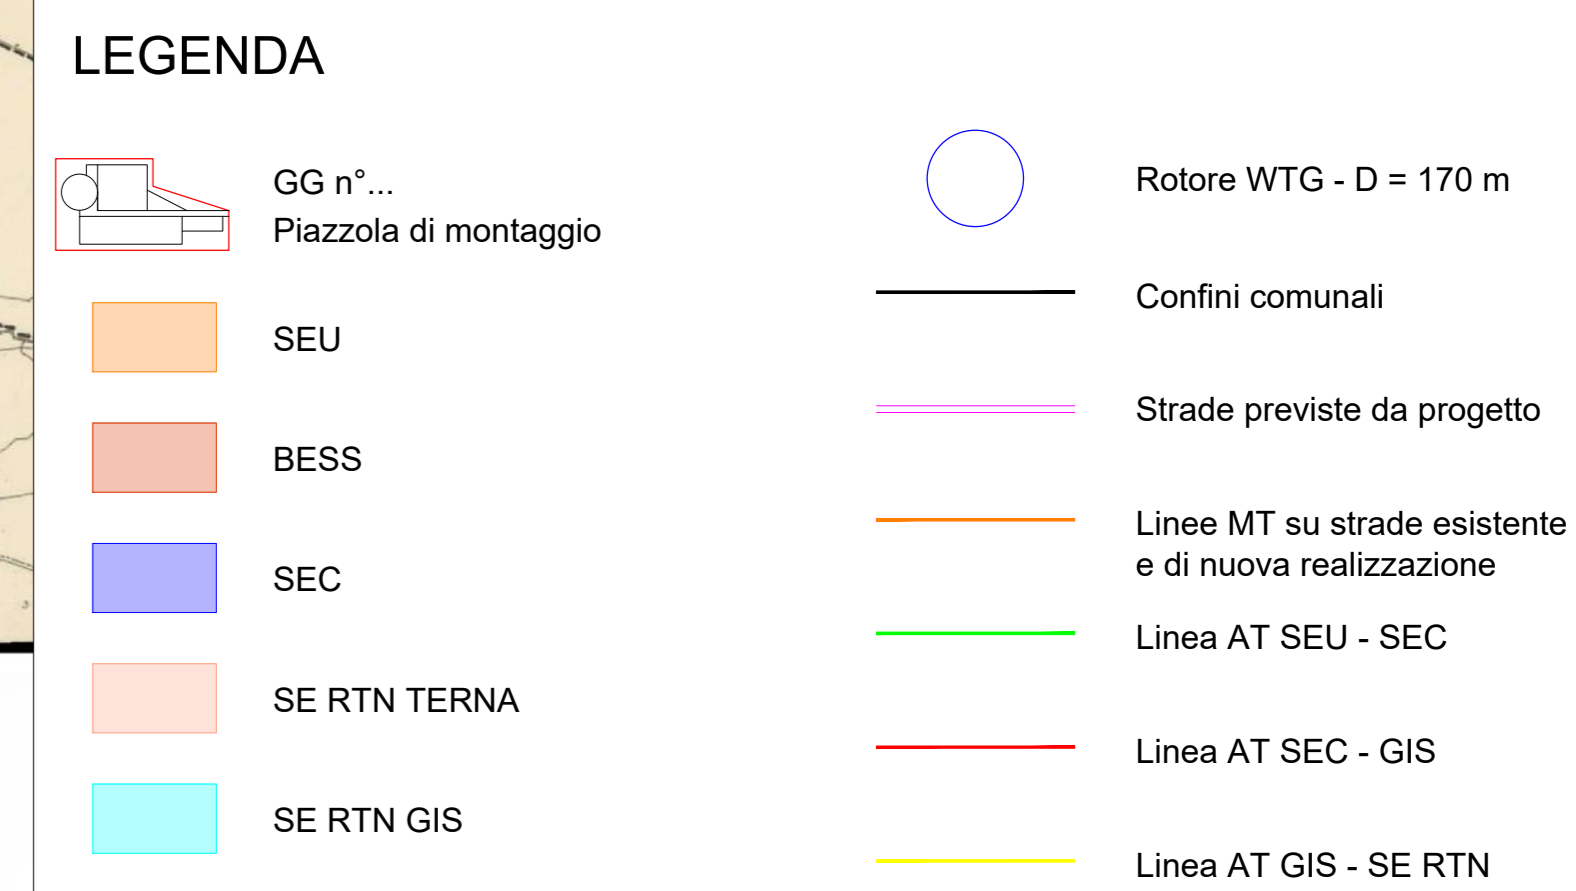 LEGENDA
GG n°...
Piazzola di montaggio
SEU
BESS
SEC
SE RTN TERNA
SE RTN GIS
Rotore WTG - D = 170 m
Confini comunali
Strade previste da progetto
Linee MT su strade esistente
e di nuova realizzazione
Linea AT SEU - SEC
Linea AT SEC - GIS
Linea AT GIS - SE RTN